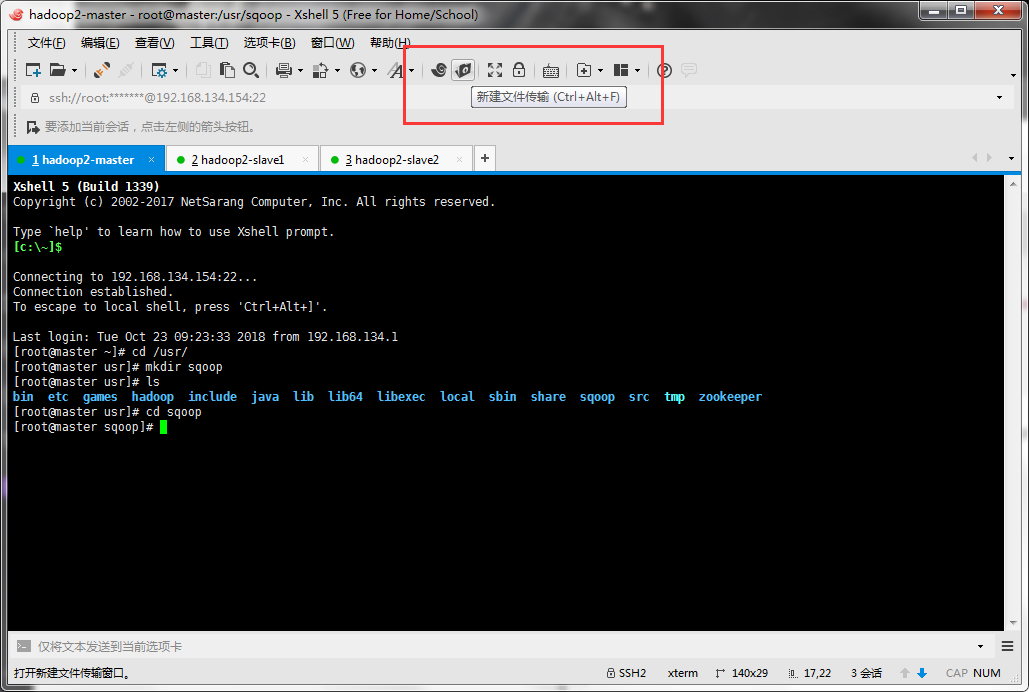 hadoop2-master - root@master:/usr/sqoop - Xshell 5 (Free for Home/School)
文件(F) 编辑(E) 查看(V) 工具(T) 选项卡(B) 窗口(W) 帮助(H)
ssh://root:*******@192.168.134.154:22
新建文件传输 (Ctrl+Alt+F)
要添加当前会话，点击左侧的箭头按钮。
1 hadoop2-master × 2 hadoop2-slave1 × 3 hadoop2-slave2 × +
Xshell 5 (Build 1339)
Copyright (c) 2002-2017 NetSarang Computer, Inc. All rights reserved.
Type `help' to learn how to use Xshell prompt.
[c:\~]$
Connecting to 192.168.134.154:22...
Connection established.
To escape to local shell, press 'Ctrl+Alt+]'.
Last login: Tue Oct 23 09:23:33 2018 from 192.168.134.1
[root@master ~]# cd /usr/
[root@master usr]# mkdir sqoop
[root@master usr]# ls
bin etc games hadoop include java lib lib64 libexec local sbin share sqoop src tmp zookeeper
[root@master usr]# cd sqoop
[root@master sqoop]#
仅将文本发送到当前选项卡
打开新建文件传输窗口。 SSH2 xterm 140x29 17,22 3 会话 CAP NUM